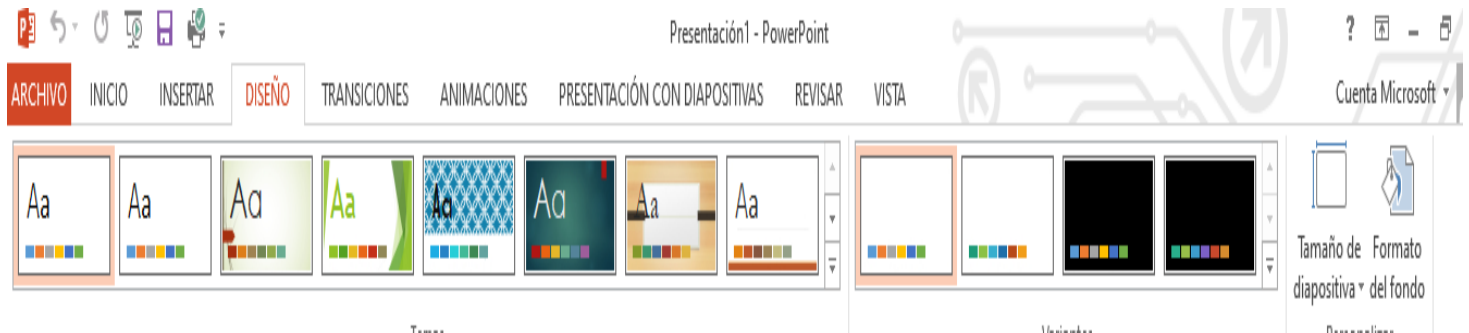 Presentación1 - PowerPoint
?
ARCHIVO INICIO INSERTAR DISEÑO TRANSICIONES ANIMACIONES PRESENTACIÓN CON DIAPOSITIVAS REVISAR VISTA Cuenta Microsoft
Aa Aa Aa Aa Aa Aa Aa Aa
Tamaño de Formato
diapositiva del fondo